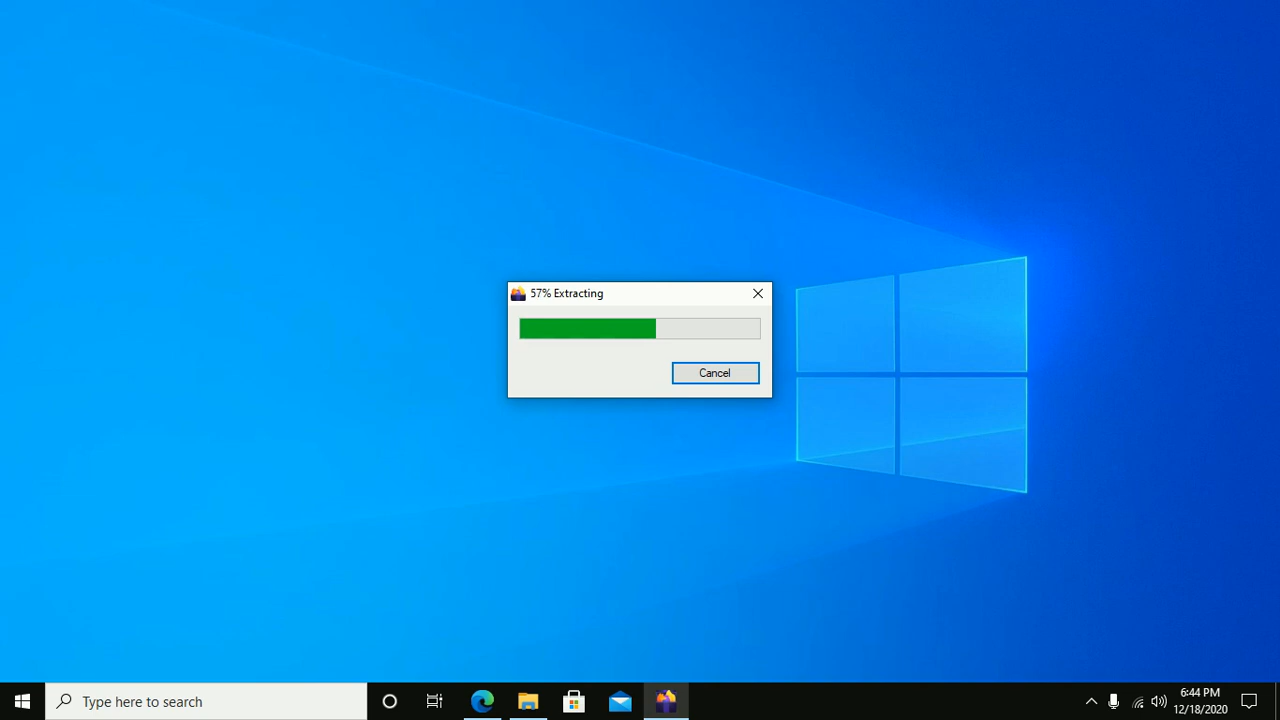 57% Extracting
Cancel
Type here to search
6:44 PM
12/18/2020